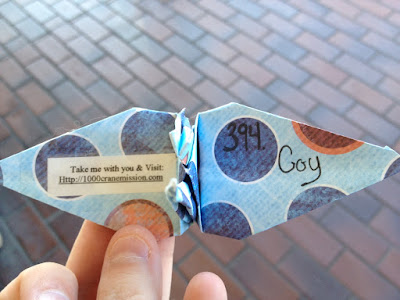 Take me with you & Visit:
Http://1000cranemission.com
394.
Goy